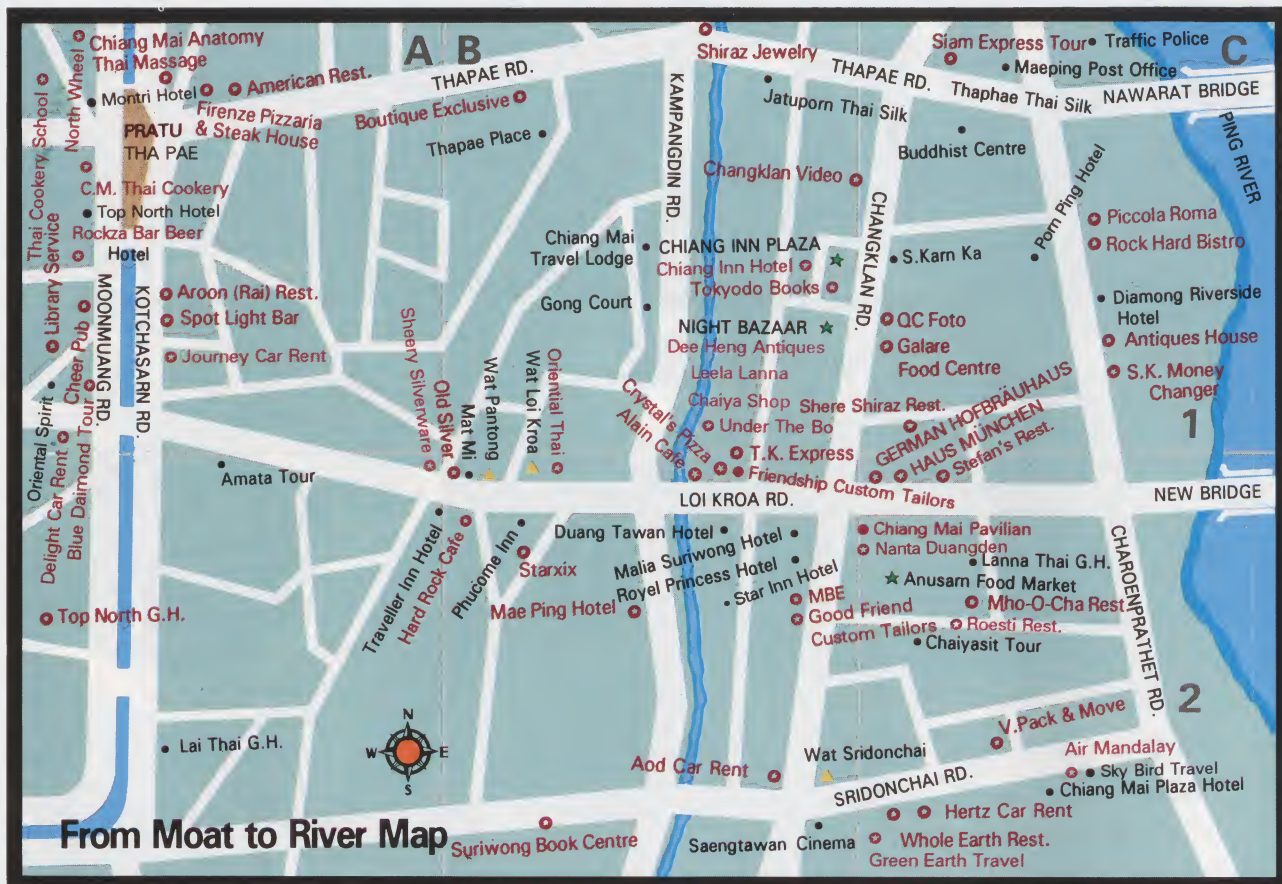 Chiang Mai Anatomy
Thai Massage
North Wheel
Thai Cookery School
Montri Hotel
American Rest.
Firenze Pizzaria
& Steak House
PRATU
THA PAE
C.M. Thai Cookery
Top North Hotel
Rockza Bar Beer
Hotel
Library Service
Cheer Pub
Oriental Spirit
Blue Daimond Tour
Delight Car Rent
MOONMUANG RD.
KOTCHASARN RD.
Top North G.H.
A B
THAPAE RD.
Boutique Exclusive
Thapae Place
Aroon (Rai) Rest.
Spot Light Bar
Journey Car Rent
Sheery Silverware
Old Silver
Mat Mi
Wat Pantong
Wat Loi Kroa
Oriential Thai
Amata Tour
Chiang Mai
Travel Lodge
Gong Court
KAMPANGDIN RD.
Shiraz Jewelry
THAPAE RD.
Jatuporn Thai Silk
Siam Express Tour
Traffic Police
C
Maeping Post Office
Thaphae Thai Silk
NAWARAT BRIDGE
PING RIVER
Buddhist Centre
Changklan Video
CHANGKLAN RD.
Porn Ping Hotel
Piccola Roma
Rock Hard Bistro
CHIANG INN PLAZA
Chiang Inn Hotel
Tokyodo Books
S.Karn Ka
Diamong Riverside
Hotel
NIGHT BAZAAR
Dee Heng Antiques
Leela Lanna
Chaiya Shop
Under The Bo
QC Foto
Galare
Food Centre
Antiques House
S.K. Money
Changer
1
Shere Shiraz Rest.
GERMAN HOFBRÄUHAUS
HAUS MÜNCHEN
Stefan's Rest.
Crystal's Pizza
Alain Cafe
T.K. Express
Friendship Custom Tailors
LOI KROA RD.
NEW BRIDGE
Traveller Inn Hotel
Hard Rock Cafe
Phucome Inn
Starxix
Mae Ping Hotel
Duang Tawan Hotel
Malia Suriwong Hotel
Royel Princess Hotel
Star Inn Hotel
MBE
Good Friend
Custom Tailors
Chiang Mai Pavilian
Nanta Duangden
Lanna Thai G.H.
Anusarn Food Market
Mho-O-Cha Rest
Roesti Rest.
Chaiyasit Tour
CHAROENPRATHET RD.
2
V.Pack & Move
Lai Thai G.H.
N
W E
S
Aod Car Rent
Wat Sridonchai
SRIDONCHAI RD.
Air Mandalay
Sky Bird Travel
Chiang Mai Plaza Hotel
Hertz Car Rent
From Moat to River Map
Suriwong Book Centre
Saengtawan Cinema
Whole Earth Rest.
Green Earth Travel